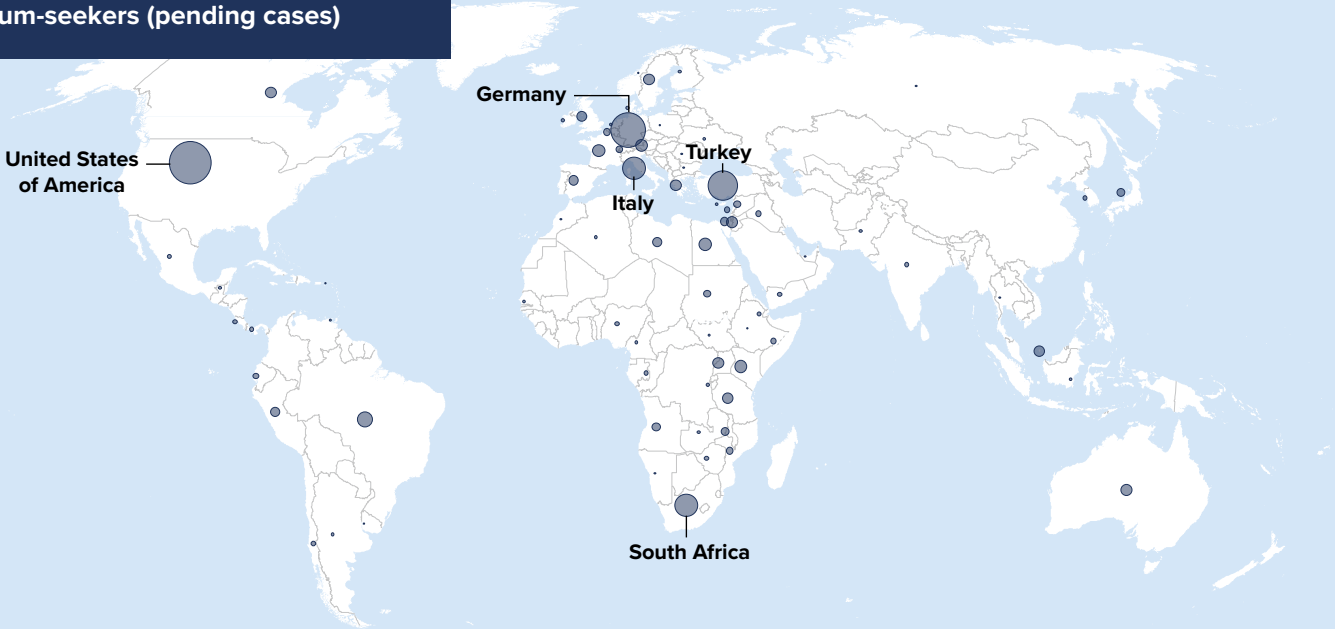 um-seekers (pending cases)
Germany
United States
of America
Turkey
Italy
South Africa